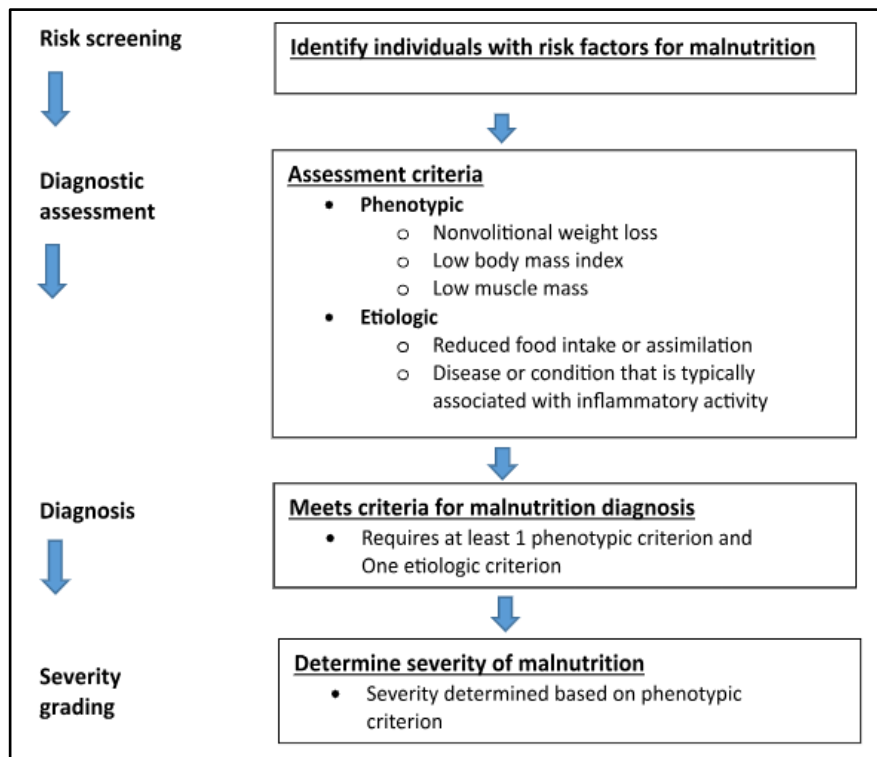 Risk screening
Identify individuals with risk factors for malnutrition
Diagnostic
assessment
Assessment criteria
• Phenotypic
o Nonvolitional weight loss
o Low body mass index
o Low muscle mass
• Etiologic
o Reduced food intake or assimilation
o Disease or condition that is typically
associated with inflammatory activity
Diagnosis
Meets criteria for malnutrition diagnosis
• Requires at least 1 phenotypic criterion and
One etiologic criterion
Severity
grading
Determine severity of malnutrition
• Severity determined based on phenotypic
criterion